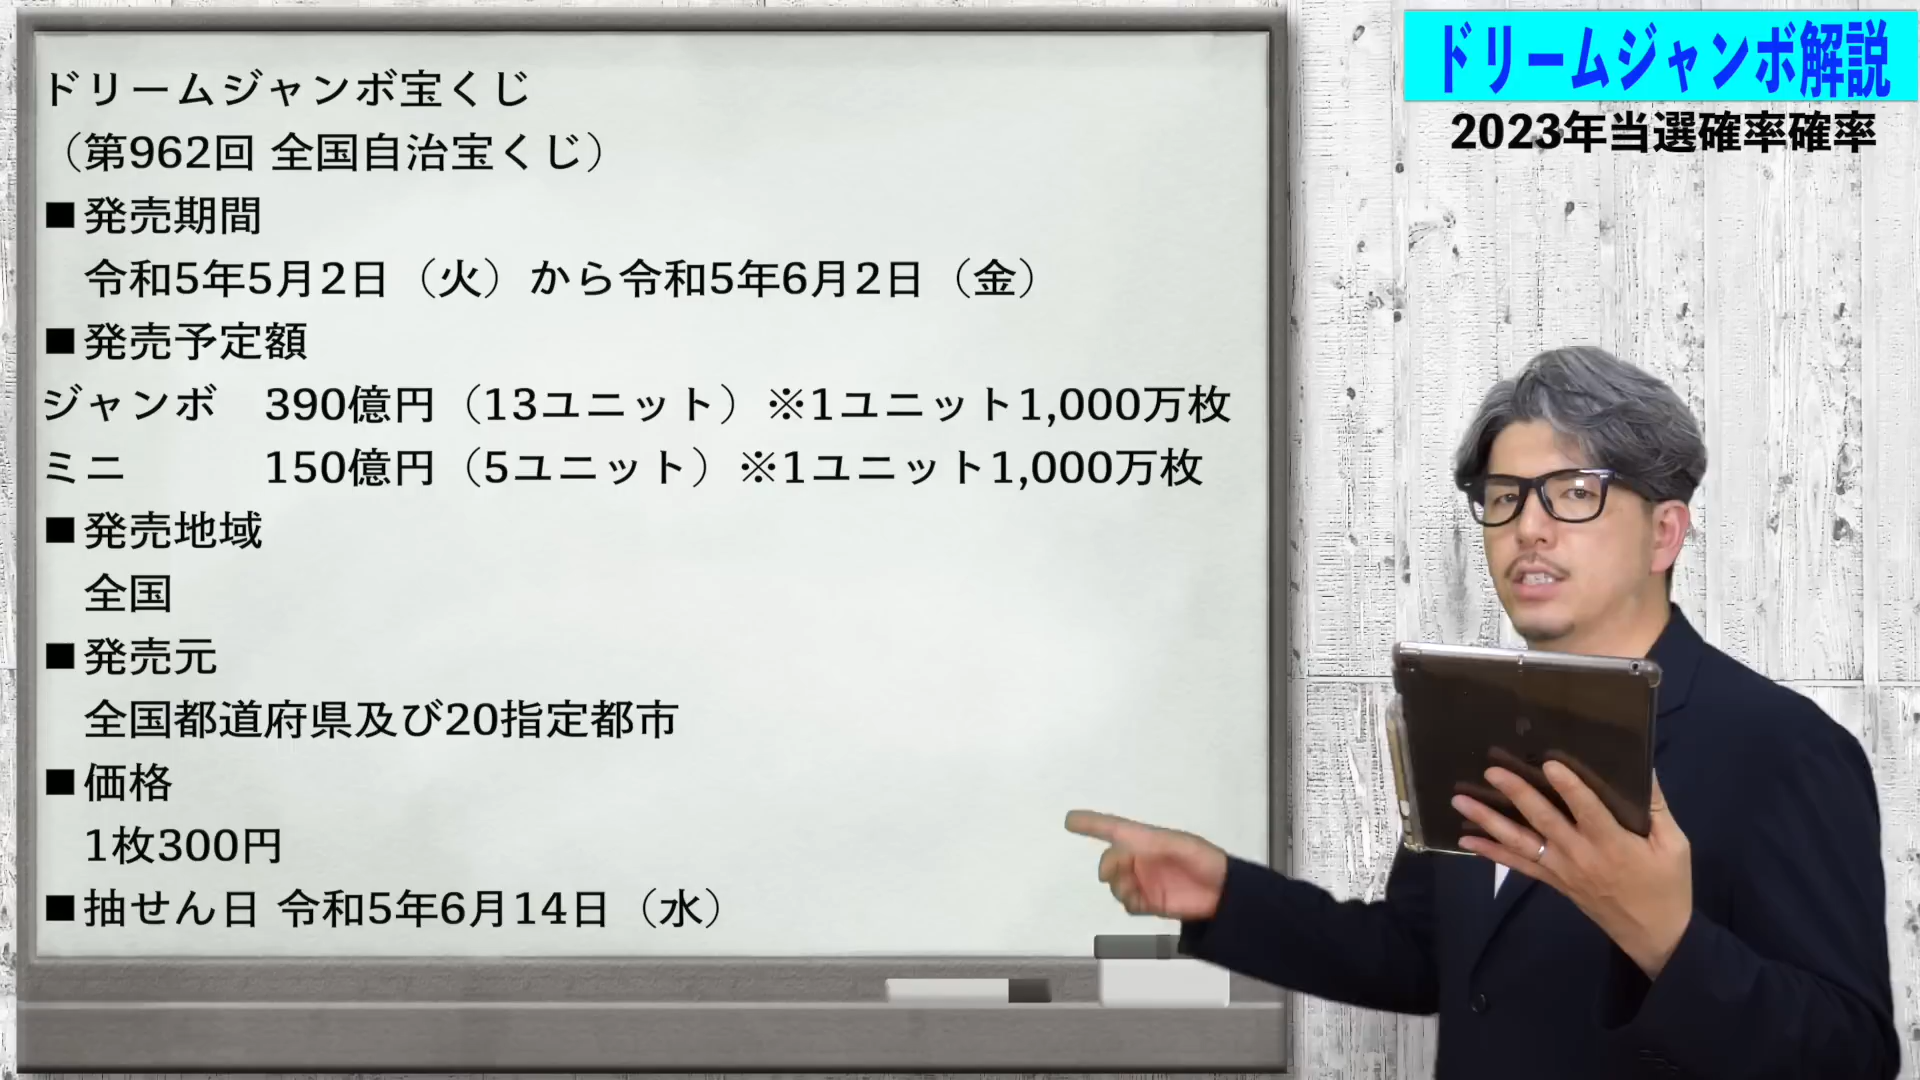 ドリームジャンボ宝くじ
（第962回 全国自治宝くじ）
■発売期間
令和5年5月2日（火）から令和5年6月2日（金）
■発売予定額
ジャンボ　390億円（13ユニット）※1ユニット1,000万枚
ミニ　150億円（5ユニット）※1ユニット1,000万枚
■発売地域
全国
■発売元
全国都道府県及び20指定都市
■価格
1枚300円
■抽せん日 令和5年6月14日（水）
ドリームジャンボ解説
2023年当選確率確率